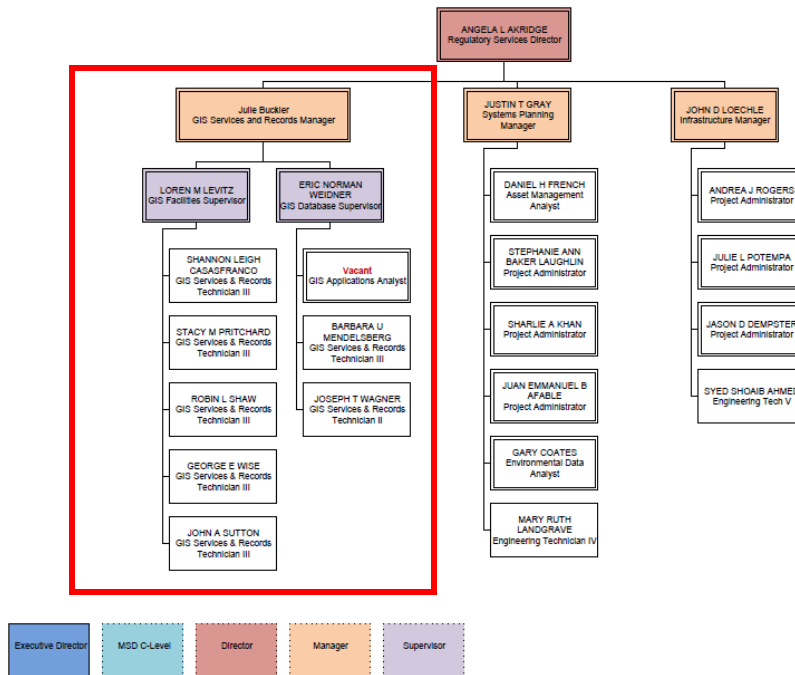 ANGELA L AKRIDGE
Regulatory Services Director
Julie Buckler
GIS Services and Records Manager
JUSTIN T GRAY
Systems Planning
Manager
JOHN D LOECHLE
Infrastructure Manager
LOREN M LEVITZ
GIS Facilities Supervisor
ERIC NORMAN
WEIDNER
GIS Database Supervisor
SHANNON LEIGH
CASASFRANCO
GIS Services & Records
Technician III
STACY M PRITCHARD
GIS Services & Records
Technician III
ROBIN L SHAW
GIS Services & Records
Technician III
GEORGE E WISE
GIS Services & Records
Technician III
JOHN A SUTTON
GIS Services & Records
Technician III
Vacant
GIS Applications Analyst
BARBARA U
MENDELSBERG
GIS Services & Records
Technician III
JOSEPH T WAGNER
GIS Services & Records
Technician II
DANIEL H FRENCH
Asset Management
Analyst
STEPHANIE ANN
BAKER LAUGHLIN
Project Administrator
SHARLIE A KHAN
Project Administrator
JUAN EMMANUEL B
AFABLE
Project Administrator
GARY COATES
Environmental Data
Analyst
MARY RUTH
LANDGRAVE
Engineering Technician IV
ANDREA J ROGERS
Project Administrator
JULIE L POTEMPA
Project Administrator
JASON D DEMPSTER
Project Administrator
SYED SHOAIB AHMED
Engineering Tech V
Executive Director
MSD C-Level
Director
Manager
Supervisor